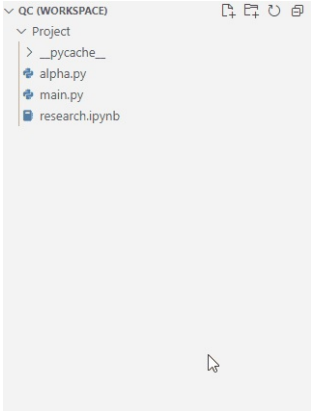 QC (WORKSPACE)
Project
__pycache__
alpha.py
main.py
research.ipynb